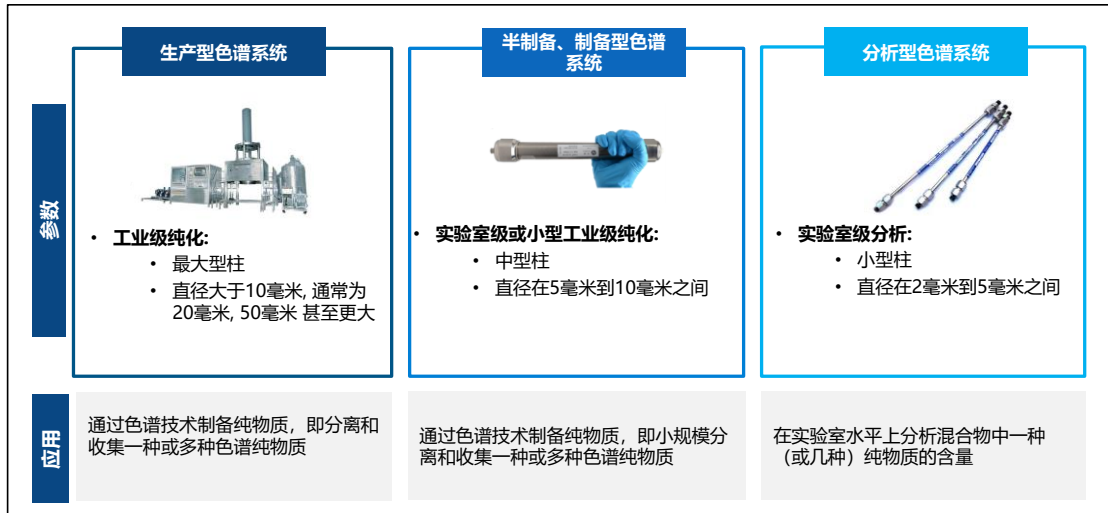 生产型色谱系统
半制备、制备型色谱
系统
分析型色谱系统
参数
• 工业级纯化:
• 最大型柱
• 直径大于10毫米, 通常为
20毫米, 50毫米 甚至更大
• 实验室级或小型工业级纯化:
• 中型柱
• 直径在5毫米到10毫米之间
• 实验室级分析:
• 小型柱
• 直径在2毫米到5毫米之间
应用
通过色谱技术制备纯物质，即分离和
收集一种或多种色谱纯物质
通过色谱技术制备纯物质，即小规模分
离和收集一种或多种色谱纯物质
在实验室水平上分析混合物中一种
（或几种）纯物质的含量